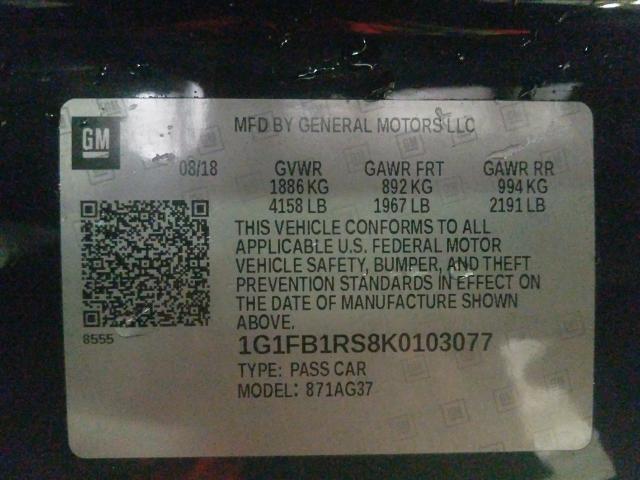 GM
MFD BY GENERAL MOTORS LLC
08/18 GVWR GAWR FRT GAWR RR
1886 KG 892 KG 994 KG
4158 LB 1967 LB 2191 LB
THIS VEHICLE CONFORMS TO ALL
APPLICABLE U.S. FEDERAL MOTOR
VEHICLE SAFETY, BUMPER, AND THEFT
PREVENTION STANDARDS IN EFFECT ON
THE DATE OF MANUFACTURE SHOWN
ABOVE.
8555
1G1FB1RS8K0103077
TYPE: PASS CAR
MODEL: 871AG37